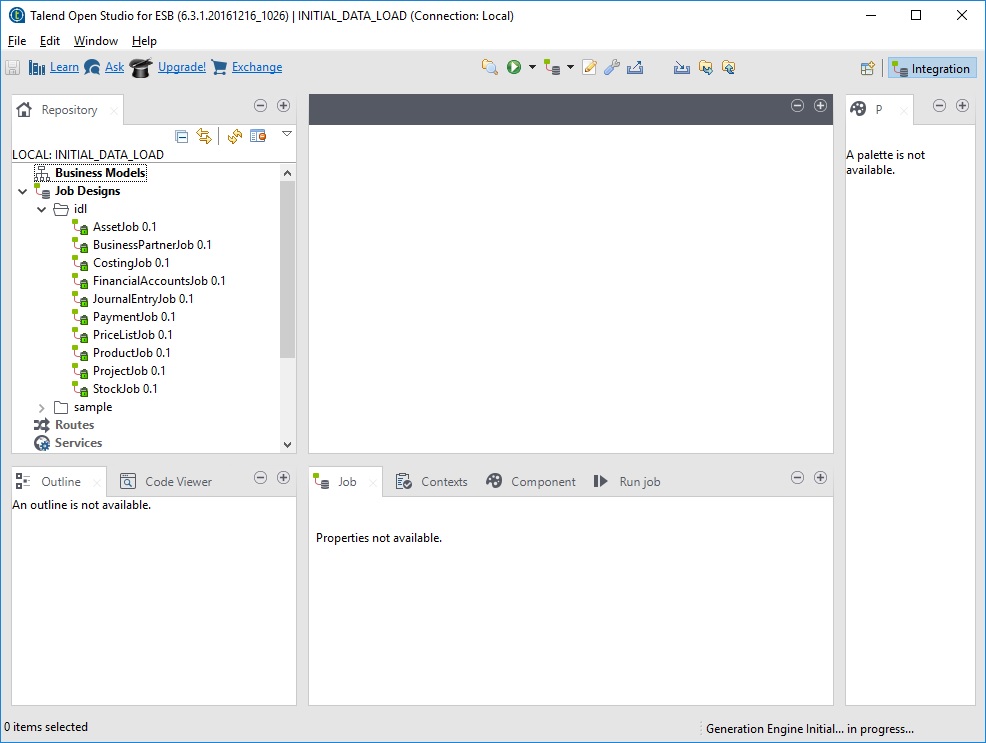 Talend Open Studio for ESB (6.3.1.20161216_1026) | INITIAL_DATA_LOAD (Connection: Local)
File Edit Window Help
Learn Ask Upgrade! Exchange Integration
Repository P
LOCAL: INITIAL_DATA_LOAD
A palette is not
available.
Business Models
Job Designs
idl
AssetJob 0.1
BusinessPartnerJob 0.1
CostingJob 0.1
FinancialAccountsJob 0.1
JournalEntryJob 0.1
PaymentJob 0.1
PriceListJob 0.1
ProductJob 0.1
ProjectJob 0.1
StockJob 0.1
sample
Routes
Services
Outline Code Viewer Job Contexts Component Run job
An outline is not available.
Properties not available.
0 items selected
Generation Engine Initial... in progress...